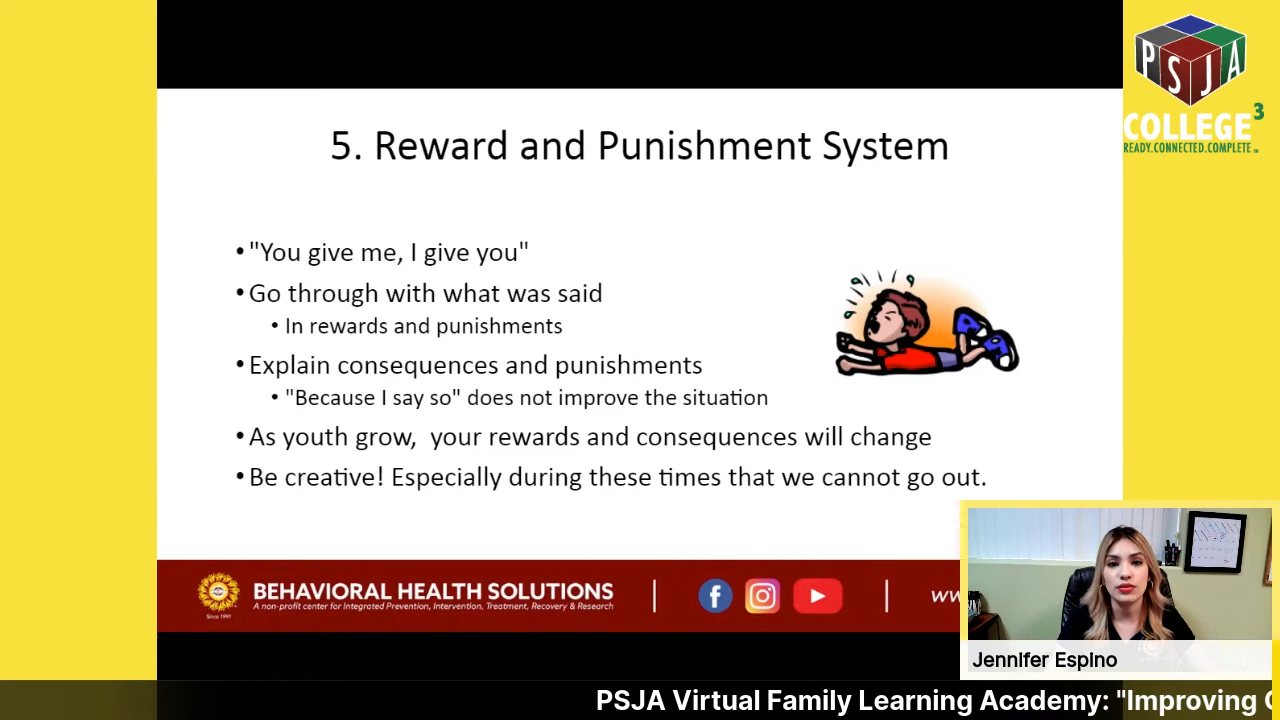 PSJA
COLLEGE³
READY.CONNECTED.COMPLETE
5. Reward and Punishment System
•"You give me, I give you"
•Go through with what was said
• In rewards and punishments
•Explain consequences and punishments
• "Because I say so" does not improve the situation
•As youth grow,  your rewards and consequences will change
•Be creative! Especially during these times that we cannot go out.
BEHAVIORAL HEALTH SOLUTIONS
A non-profit center for Integrated Prevention, Intervention, Treatment, Recovery & Research
Since 1991
Jennifer Espino
PSJA Virtual Family Learning Academy: "Improving